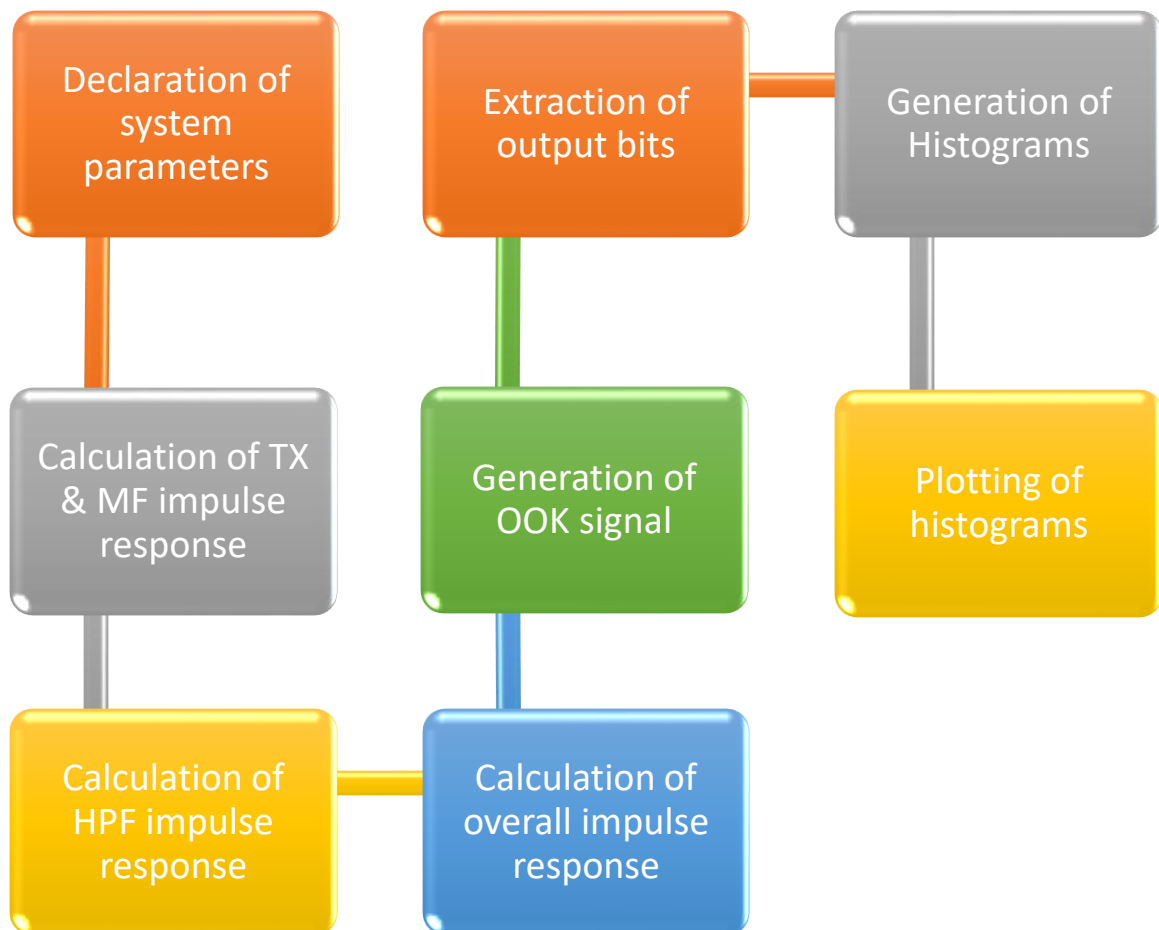 Declaration of
system
parameters
Calculation of TX
& MF impulse
response
Calculation of
HPF impulse
response
Calculation of
overall impulse
response
Generation of
OOK signal
Extraction of
output bits
Generation of
Histograms
Plotting of
histograms